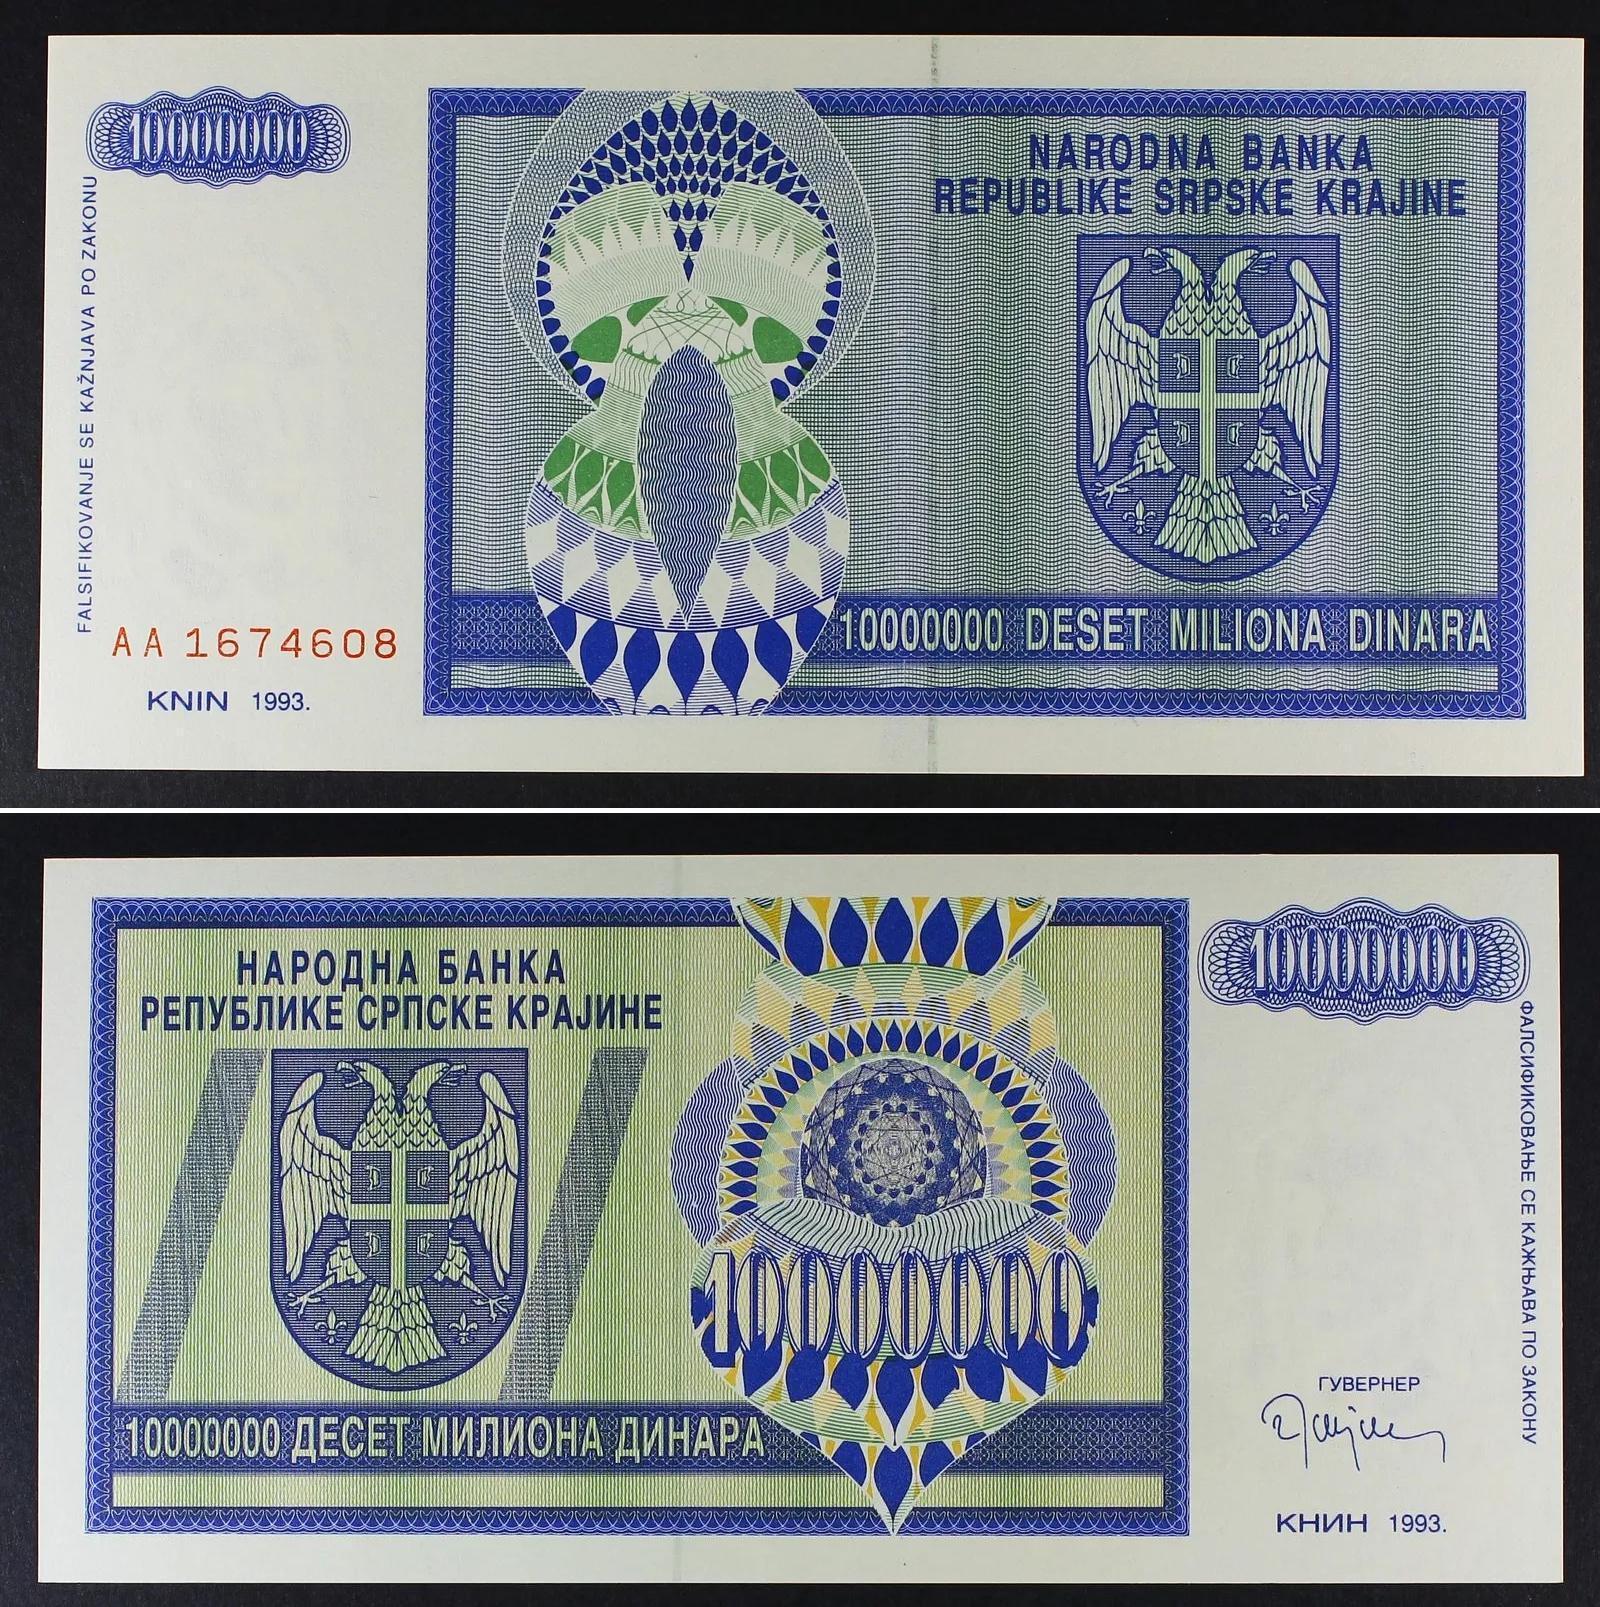 10000000
NARODNA BANKA
REPUBLIKE SRPSKE KRAJINE
FALSIFIKOVANJE SE KAŽNJAVA PO ZAKONU
10000000 DESET MILIONA DINARA
AA 1674608
KNIN 1993.
НАРОДНА БАНКА
РЕПУБЛИКЕ СРПСКЕ КРАЈИНЕ
10000000
ФАЛСИФИКОВАЊЕ СЕ КАЖЊАВА ПО ЗАКОНУ
10000000
ГУВЕРНЕР
10000000 ДЕСЕТ МИЛИОНА ДИНАРА
КНИН 1993.